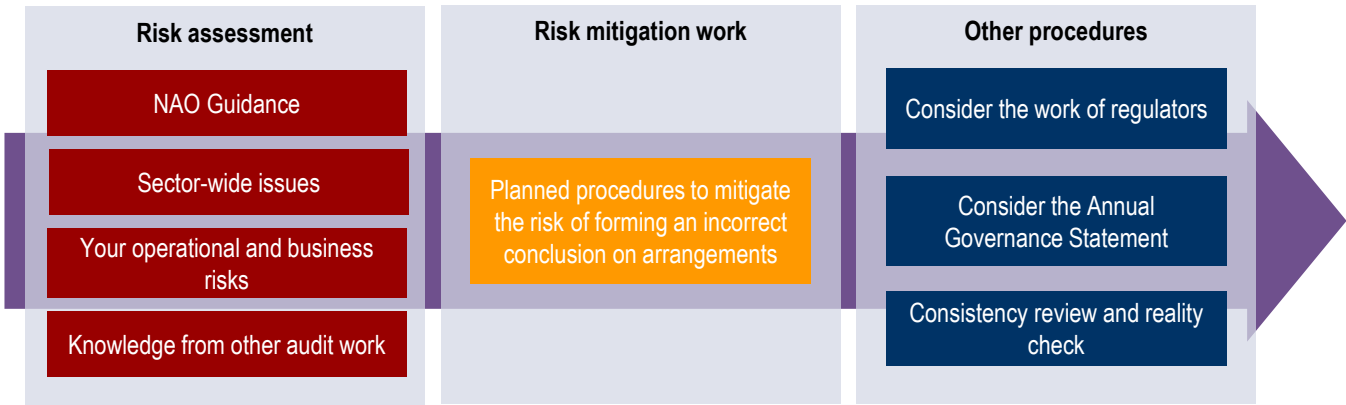 Risk assessment
NAO Guidance
Sector-wide issues
Your operational and business
risks
Knowledge from other audit work
Risk mitigation work
Planned procedures to mitigate
the risk of forming an incorrect
conclusion on arrangements
Other procedures
Consider the work of regulators
Consider the Annual
Governance Statement
Consistency review and reality
check